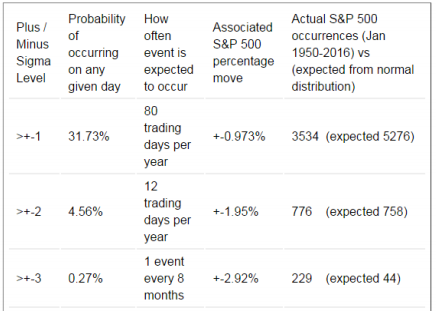 Plus /
Minus
Sigma
Level
Probability
of
occurring
on any
given day
How
often
event is
expected
to occur
Associated
S&P 500
percentage
move
Actual S&P 500
occurrences (Jan
1950-2016) vs
(expected from normal
distribution)
>+-1
31.73%
80
trading
days per
year
+-0.973%
3534 (expected 5276)
>+-2
4.56%
12
trading
days per
year
+-1.95%
776 (expected 758)
>+-3
0.27%
1 event
every 8
months
+-2.92%
229 (expected 44)